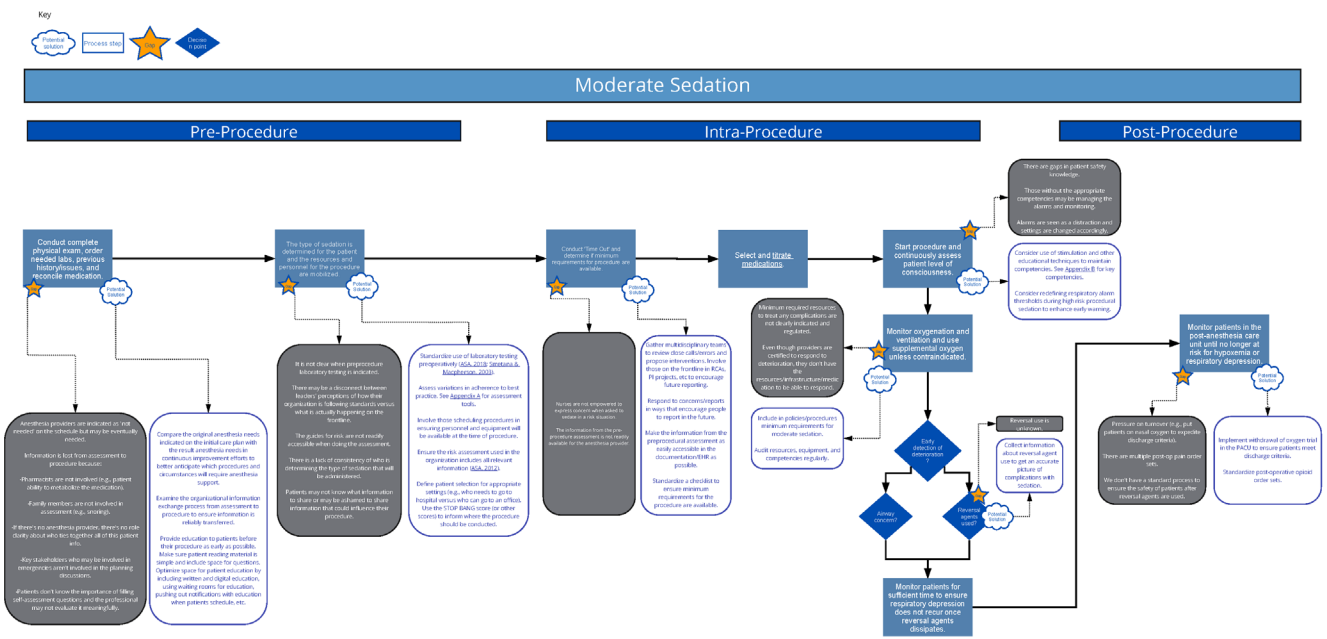 Key
Potential
solution
Process step
Gap
Decisio
n point
Moderate Sedation
Pre-Procedure
Intra-Procedure
Post-Procedure
Conduct complete
physical exam, order
needed labs, previous
history/issues, and
reconcile medication.
Potential
Solution
Anesthesia providers are indicated as 'not
needed' on the schedule but may be eventually
needed.
Information is lost from assessment to
procedure because:
-Pharmacists are not involved (e.g., patient
ability to metabolize the medication).
-Family members are not involved in
assessment (e.g., snoring).
-If there's no anesthesia provider, there's no role
clarity about who ties together all of this patient
info.
-Key stakeholders who may be involved in
emergencies aren't involved in the planning
discussions.
-Patients don't know the importance of filling
self-assessment questions and the professional
may not evaluate it meaningfully.
Compare the original anesthesia needs
indicated on the initial care plan with
the result anesthesia needs in
continuous improvement efforts to
better anticipate which procedures and
circumstances will require anesthesia
support.
Examine the organizational information
exchange process from assessment to
procedure to ensure information is
reliably transferred.
Provide education to patients before
their procedure as early as possible.
Make sure patient reading material is
simple and include space for questions.
Optimize space for patient education by
including written and digital education,
using waiting rooms for education,
pushing out notifications with education
when patients schedule, etc.
The type of sedation is
determined for the patient
and the resources and
personnel for the procedure
are mobilized.
Potential
Solution
It is not clear when preprocedure
laboratory testing is indicated.
There may be a disconnect between
leaders' perceptions of how their
organization is following standards versus
what is actually happening on the
frontline.
The guides for risk are not readily
accessible when doing the assessment.
There is a lack of consistency of who is
determining the type of sedation that will
be administered.
Patients may not know what information
to share or may be ashamed to share
information that could influence their
procedure.
Standardize use of laboratory testing
preoperatively (ASA, 2018; Smetana &
Macpherson, 2003).
Assess variations in adherence to best
practice. See Appendix A for assessment
tools.
Involve those scheduling procedures in
ensuring personnel and equipment will
be available at the time of procedure.
Ensure the risk assessment used in the
organization includes all relevant
information (ASA, 2012).
Define patient selection for appropriate
settings (e.g., who needs to go to
hospital versus who can go to an office).
Use the STOP BANG score (or other
scores) to inform where the procedure
should be conducted.
Conduct "Time Out" and
determine if minimum
requirements for procedure are
available.
Potential
Solution
Nurses are not empowered to
express concern when asked to
sedate in a risk situation.
The information from the pre-
procedure assessment is not readily
available for the anesthesia provider
Gather multidisciplinary teams
to review close calls/errors and
propose interventions. Involve
those on the frontline in RCAs,
PI projects, etc to encourage
future reporting.
Respond to concerns/reports
in ways that encourage people
to report in the future.
Make the information from the
preprocedural assessment as
easily accessible in the
documentation/EHR as
possible.
Standardize a checklist to
ensure minimum
requirements for the
procedure are available.
Select and titrate
medications.
Start procedure and
continuously assess
patient level of
consciousness.
Potential
Solution
There are gaps in patient safety
knowledge.
Those without the appropriate
competencies may be managing the
alarms and monitoring.
Alarms are seen as a distraction and
settings are changed accordingly.
Consider use of stimulation and other
educational techniques to maintain
competencies. See Appendix B for key
competencies.
Consider redefining respiratory alarm
thresholds during high risk procedural
sedation to enhance early warning.
Monitor oxygenation and
ventilation and use
supplemental oxygen
unless contraindicated.
Potential
Solution
Minimum required resources
to treat any complications are
not clearly indicated and
regulated.
Even though providers are
certified to respond to
deterioration, they don't have
the
resources/infrastructure/medic
ation to be able to respond.
Include in policies/procedures
minimum requirements for
moderate sedation.
Audit resources, equipment, and
competencies regularly.
Early
detection of
deterioration
?
Airway
concern?
Reversal
agents
used?
Potential
Solution
Reversal use is
unknown.
Collect information
about reversal agent
use to get an accurate
picture of
complications with
sedation.
Monitor patients for
sufficient time to ensure
respiratory depression
does not recur once
reversal agents
dissipates.
Monitor patients in the
post-anesthesia care
unit until no longer at
risk for hypoxemia or
respiratory depression.
Potential
Solution
Pressure on turnover (e.g., put
patients on nasal oxygen to expedite
discharge criteria).
There are multiple post-op pain order
sets.
We don't have a standard process to
ensure the safety of patients after
reversal agents are used.
Implement withdrawal of oxygen trial
in the PACU to ensure patients meet
discharge criteria.
Standardize post-operative opioid
order sets.